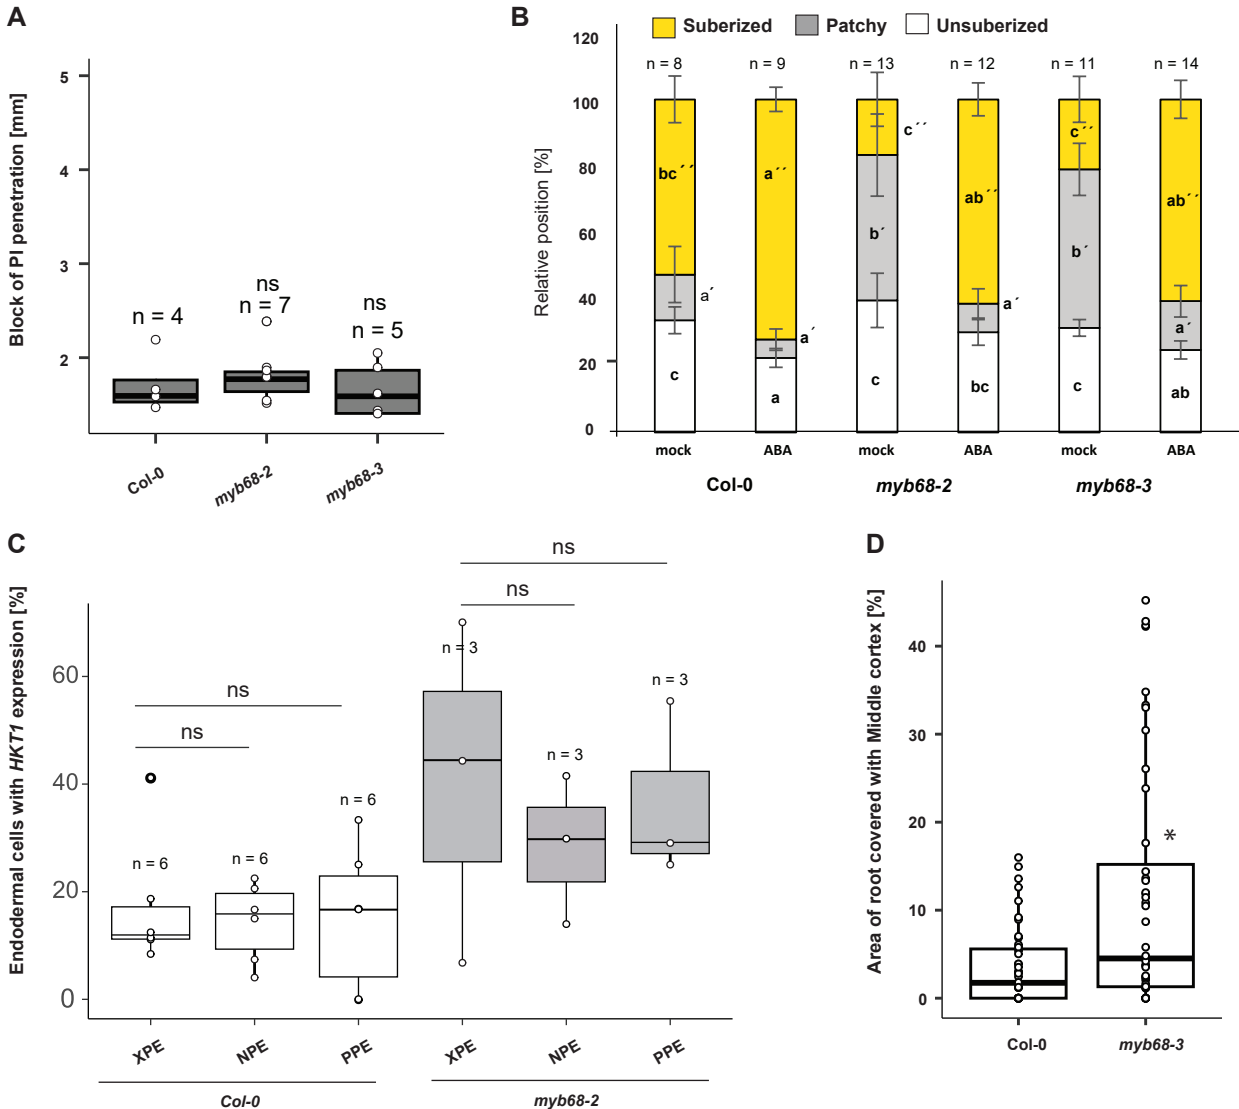 A
Block of PI penetration [mm]
5
4
3
2
n = 4
ns
n = 7
ns
n = 5
Col-0
myb68-2
myb68-3
B
Suberized
Patchy
Unsuberized
Relative position [%]
120
100
80
60
40
20
0
n = 8
n = 9
n = 13
n = 12
n = 11
n = 14
bc´´
a´
c
a´´
a´
a
c´´
b´
c
ab´´
a´
bc
c´´
b´
c
ab´´
a´
ab
mock
ABA
mock
ABA
mock
ABA
Col-0
myb68-2
myb68-3
C
Endodermal cells with HKT1 expression [%]
60
40
20
0
ns
ns
ns
ns
n = 6
n = 6
n = 6
n = 3
n = 3
n = 3
XPE
NPE
PPE
XPE
NPE
PPE
Col-0
myb68-2
D
Area of root covered with Middle cortex [%]
40
30
20
10
0
*
Col-0
myb68-3